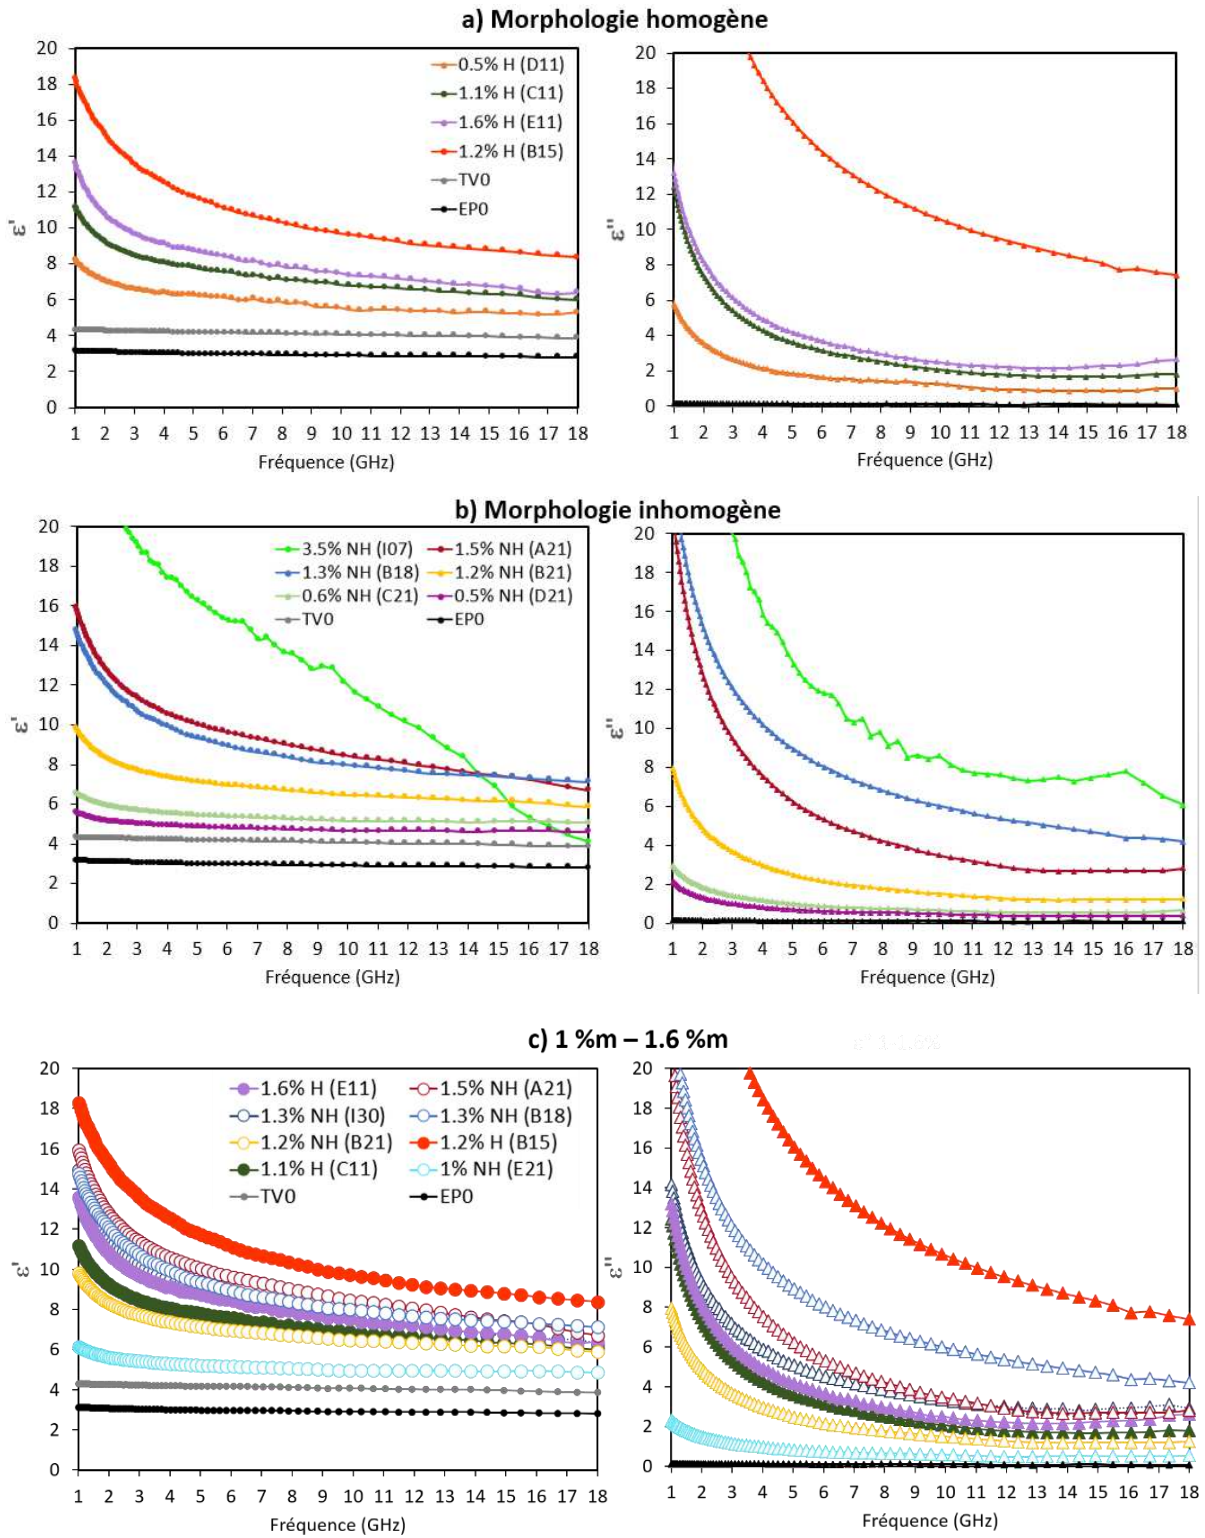 a) Morphologie homogène
20
18
16
14
12
10
8
6
4
2
0
ε'
0.5% H (D11)
1.1% H (C11)
1.6% H (E11)
1.2% H (B15)
TV0
EP0
1 2 3 4 5 6 7 8 9 10 11 12 13 14 15 16 17 18
Fréquence (GHz)
20
18
16
14
12
10
8
6
4
2
0
ε"
1 2 3 4 5 6 7 8 9 10 11 12 13 14 15 16 17 18
Fréquence (GHz)
b) Morphologie inhomogène
20
18
16
14
12
10
8
6
4
2
0
ε'
3.5% NH (I07) 1.5% NH (A21)
1.3% NH (B18) 1.2% NH (B21)
0.6% NH (C21) 0.5% NH (D21)
TV0 EP0
1 2 3 4 5 6 7 8 9 10 11 12 13 14 15 16 17 18
Fréquence (GHz)
20
18
16
14
12
10
8
6
4
2
0
ε"
1 2 3 4 5 6 7 8 9 10 11 12 13 14 15 16 17 18
Fréquence (GHz)
c) 1 %m – 1.6 %m
20
18
16
14
12
10
8
6
4
2
0
ε'
1.6% H (E11) 1.5% NH (A21)
1.3% NH (I30) 1.3% NH (B18)
1.2% NH (B21) 1.2% H (B15)
1.1% H (C11) 1% NH (E21)
TV0 EP0
1 2 3 4 5 6 7 8 9 10 11 12 13 14 15 16 17 18
Fréquence (GHz)
20
18
16
14
12
10
8
6
4
2
0
ε"
1 2 3 4 5 6 7 8 9 10 11 12 13 14 15 16 17 18
Fréquence (GHz)